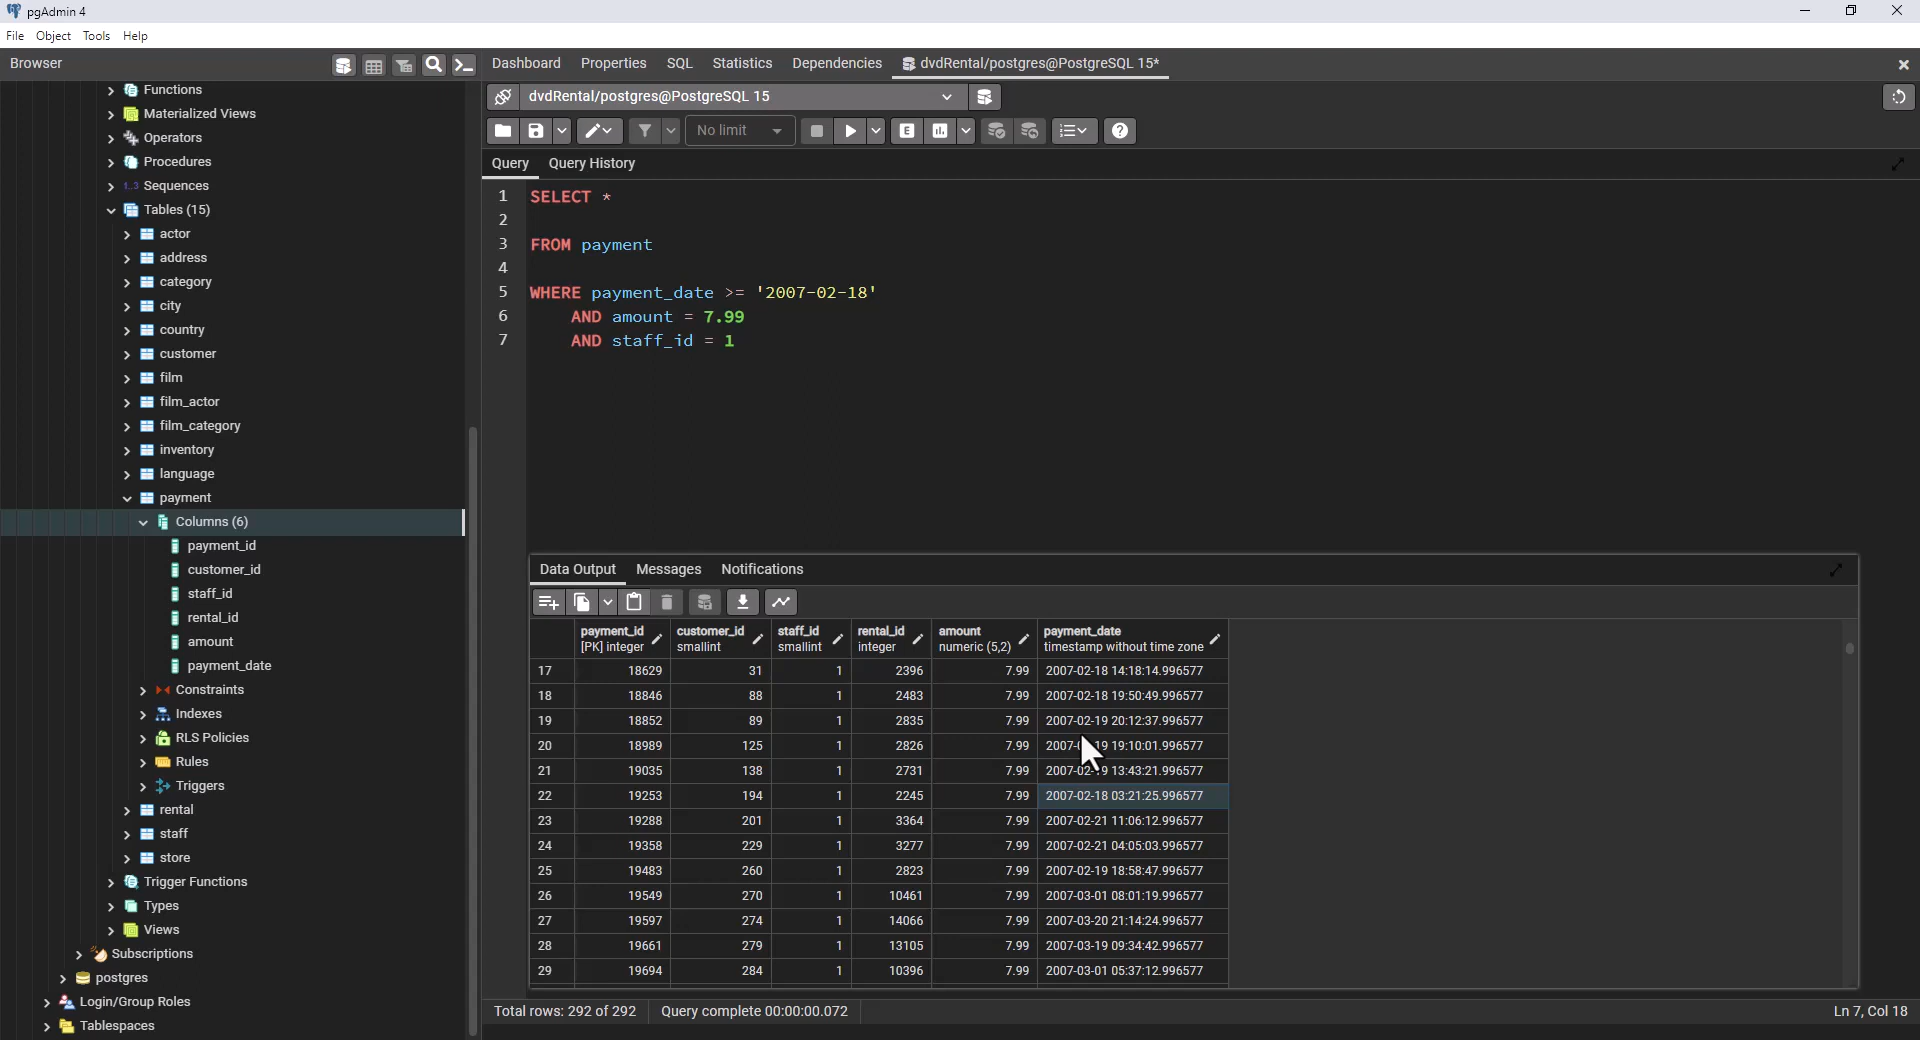 pgAdmin 4
File Object Tools Help
Browser
Dashboard Properties SQL Statistics Dependencies dvdRental/postgres@PostgreSQL 15*
dvdRental/postgres@PostgreSQL 15
No limit
E
Query Query History
1 SELECT *
2
3 FROM payment
4
5 WHERE payment_date >= '2007-02-18'
6 AND amount = 7.99
7 AND staff_id = 1
Functions
Materialized Views
Operators
Procedures
1..3 Sequences
Tables (15)
actor
address
category
city
country
customer
film
film_actor
film_category
inventory
language
payment
Columns (6)
payment_id
customer_id
staff_id
rental_id
amount
payment_date
Constraints
Indexes
RLS Policies
Rules
Triggers
rental
staff
store
Trigger Functions
Types
Views
Subscriptions
postgres
Login/Group Roles
Tablespaces
Data Output Messages Notifications
payment_id customer_id staff_id rental_id amount payment_date
[PK] integer smallint smallint integer numeric (5,2) timestamp without time zone
17 18629 31 1 2396 7.99 2007-02-18 14:18:14.996577
18 18846 88 1 2483 7.99 2007-02-18 19:50:49.996577
19 18852 89 1 2835 7.99 2007-02-19 20:12:37.996577
20 18989 125 1 2826 7.99 19:10:01.996577
21 19035 138 1 2731 7.99 2007-02-19 13:43:21.996577
22 19253 194 1 2245 7.99 2007-02-18 03:21:25.996577
23 19288 201 1 3364 7.99 2007-02-21 11:06:12.996577
24 19358 229 1 3277 7.99 2007-02-21 04:05:03.996577
25 19483 260 1 2823 7.99 2007-02-19 18:58:47.996577
26 19549 270 1 10461 7.99 2007-03-01 08:01:19.996577
27 19597 274 1 14066 7.99 2007-03-20 21:14:24.996577
28 19661 279 1 13105 7.99 2007-03-19 09:34:42.996577
29 19694 284 1 10396 7.99 2007-03-01 05:37:12.996577
Total rows: 292 of 292 Query complete 00:00:00.072 Ln 7, Col 18